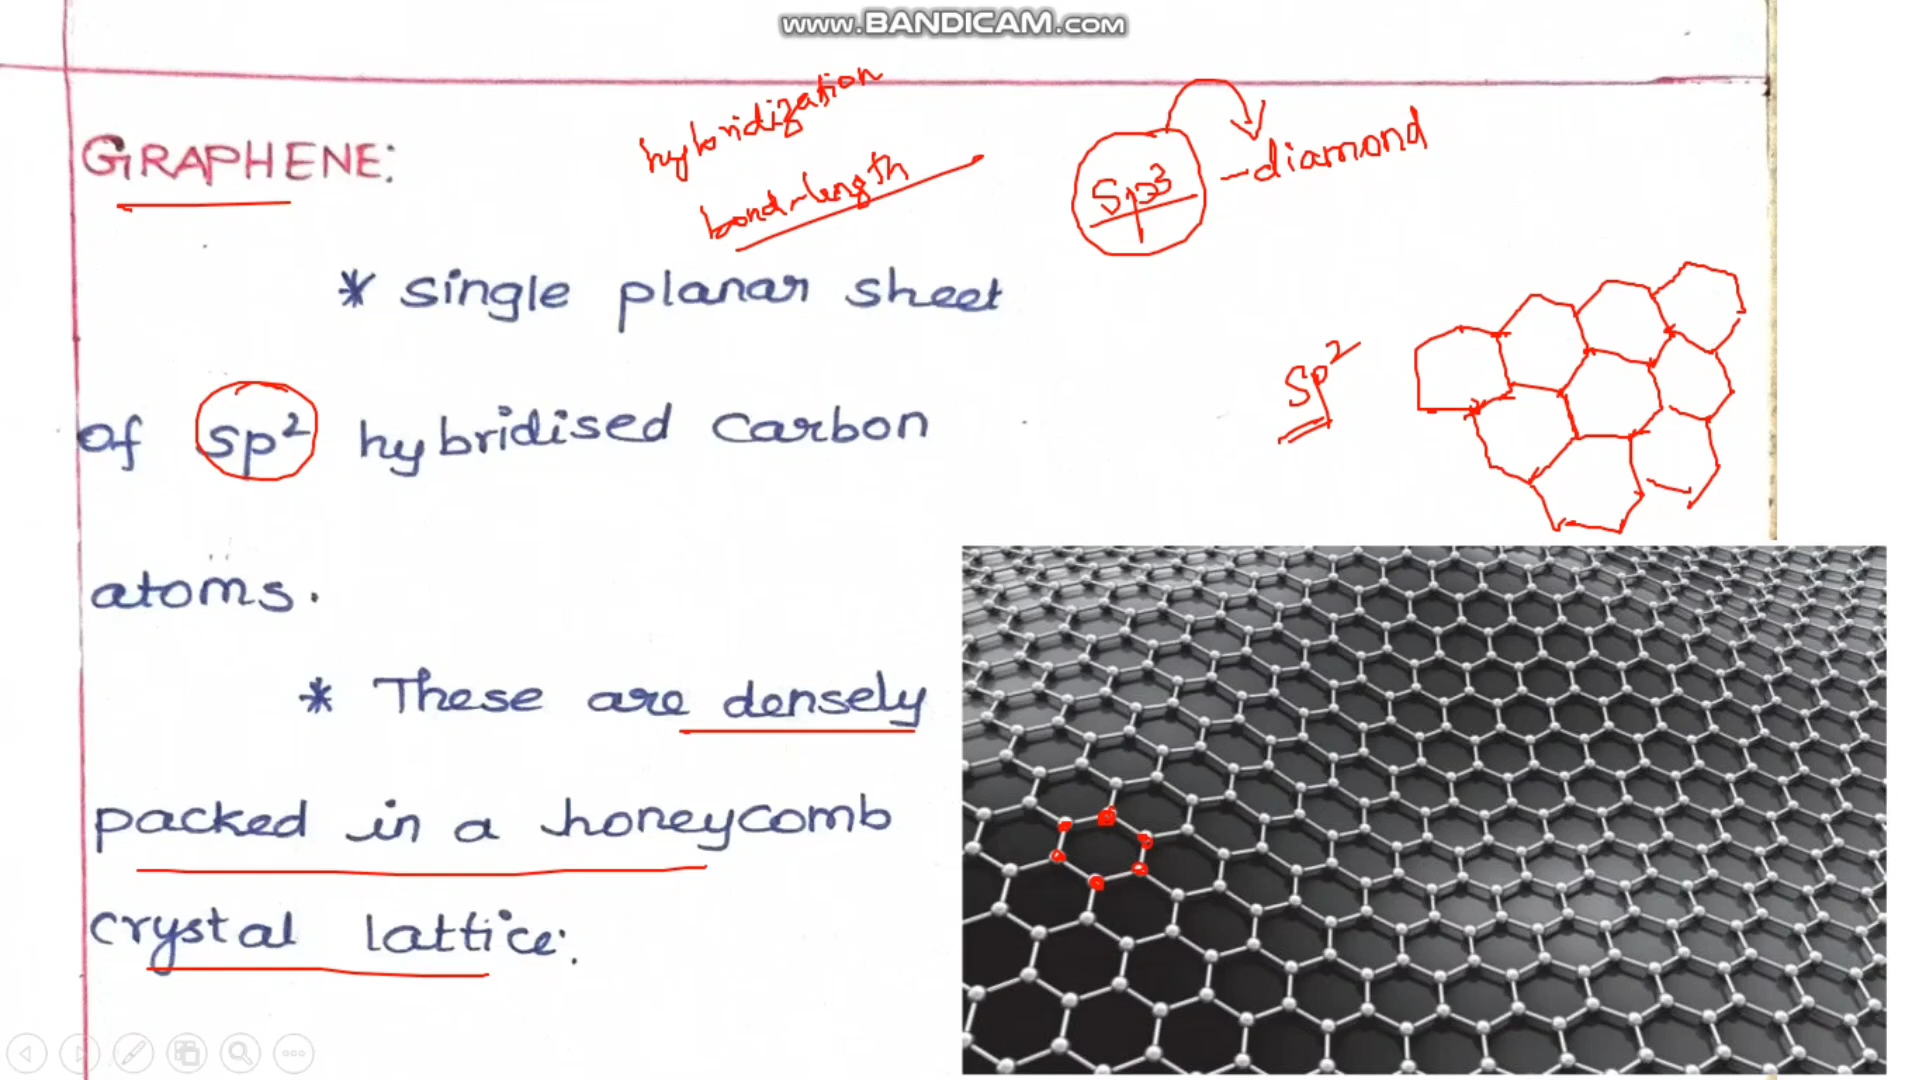 www.BANDICAM.com
hybridization
bond-length
Sp³ -diamond
GRAPHENE:
* single planar sheet
of sp² hybridised carbon
atoms.
* These are densely
packed in a honeycomb
crystal lattice:
Sp²